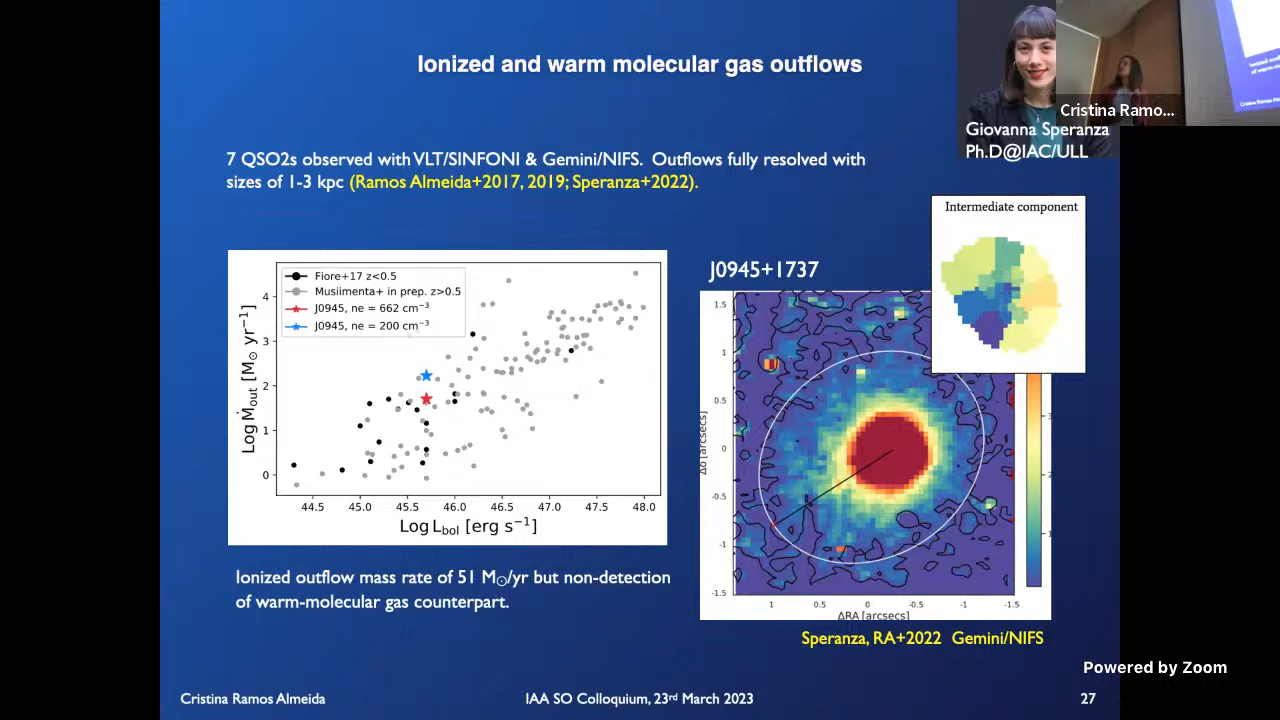 Ionized and warm molecular gas outflows
Cristina Ramo...
Giovanna Speranza
Ph.D@IAC/ULL
7 QSO2s observed with VLT/SINFONI & Gemini/NIFS. Outflows fully resolved with
sizes of 1-3 kpc (Ramos Almeida+2017, 2019; Speranza+2022).
Fiore+17 z<0.5
Musiimenta+ in prep. z>0.5
J0945, ne = 662 cm⁻³
J0945, ne = 200 cm⁻³
Log Ṁout [M⊙ yr⁻¹]
4
3
2
1
0
44.5 45.0 45.5 46.0 46.5 47.0 47.5 48.0
Log Lbol [erg s⁻¹]
Ionized outflow mass rate of 51 M⊙/yr but non-detection
of warm-molecular gas counterpart.
J0945+1737
Intermediate component
1.5
1
0.5
0
-0.5
-1
-1.5
Δδ [arcsecs]
1 0.5 0 -0.5 -1 -1.5
ΔRA [arcsecs]
3
2
1
Speranza, RA+2022 Gemini/NIFS
Powered by Zoom
Cristina Ramos Almeida
IAA SO Colloquium, 23rd March 2023
27